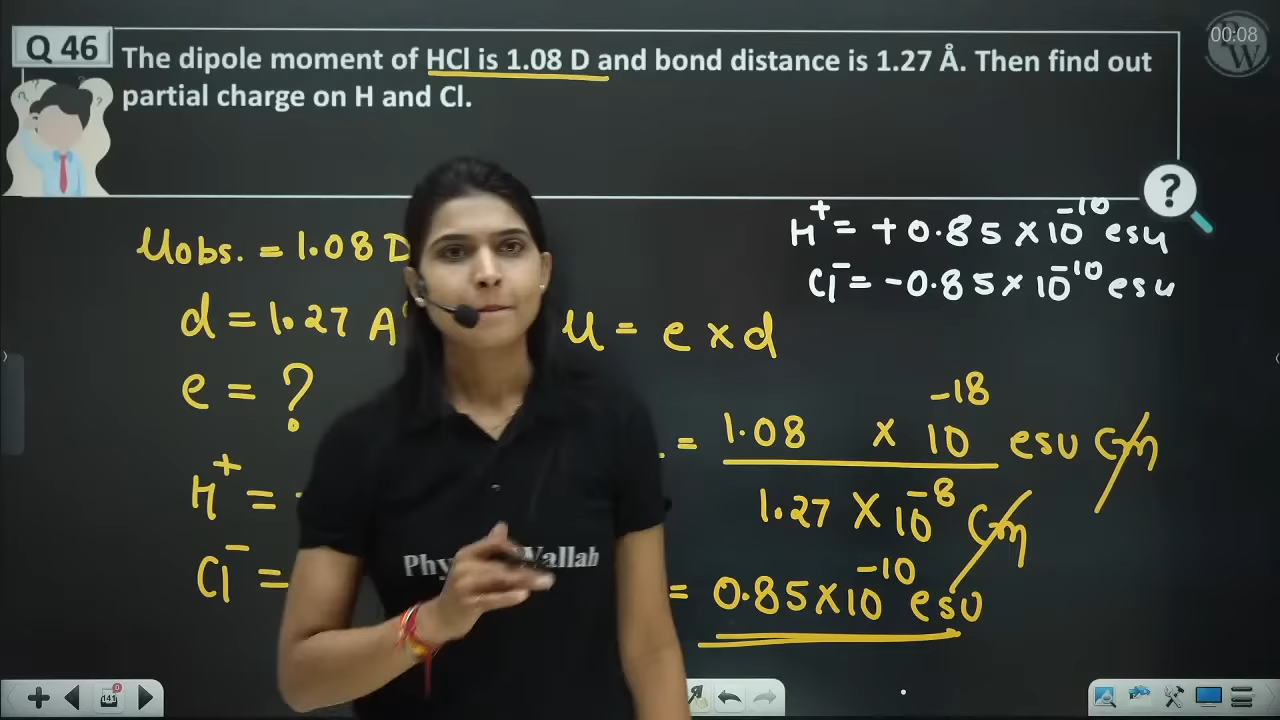 Q 46
The dipole moment of HCl is 1.08 D and bond distance is 1.27 Å. Then find out
partial charge on H and Cl.
00:08
?
H⁺ = +0.85 × 10⁻¹⁰ esu
Cl⁻ = -0.85 × 10⁻¹⁰ esu
μobs. = 1.08 D
d = 1.27 A°
μ = e × d
e = ?
= 1.08 × 10⁻¹⁸ esu cm
1.27 × 10⁻⁸ cm
H⁺ =
Cl⁻ =
= 0.85 × 10⁻¹⁰ esu
Wallah
141
0